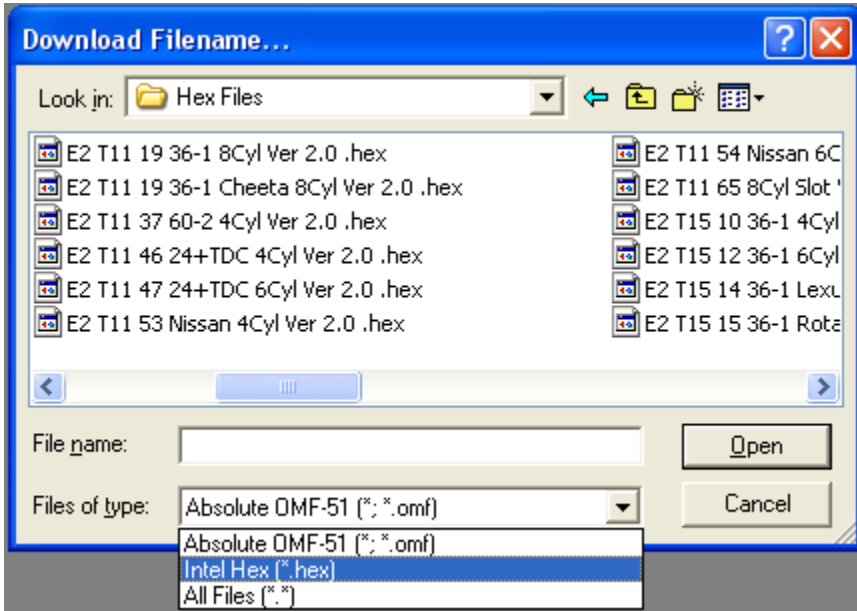 Download Filename...
Look in: Hex Files
E2 T11 19 36-1 8Cyl Ver 2.0 .hex
E2 T11 19 36-1 Cheeta 8Cyl Ver 2.0 .hex
E2 T11 37 60-2 4Cyl Ver 2.0 .hex
E2 T11 46 24+TDC 4Cyl Ver 2.0 .hex
E2 T11 47 24+TDC 6Cyl Ver 2.0 .hex
E2 T11 53 Nissan 4Cyl Ver 2.0 .hex
E2 T11 54 Nissan 6C
E2 T11 65 8Cyl Slot
E2 T15 10 36-1 4Cyl
E2 T15 12 36-1 6Cyl
E2 T15 14 36-1 Lexu
E2 T15 15 36-1 Rota
File name:
Open
Files of type: Absolute OMF-51 (*; *.omf)
Cancel
Absolute OMF-51 (*; *.omf)
Intel Hex (*.hex)
All Files (*.*)